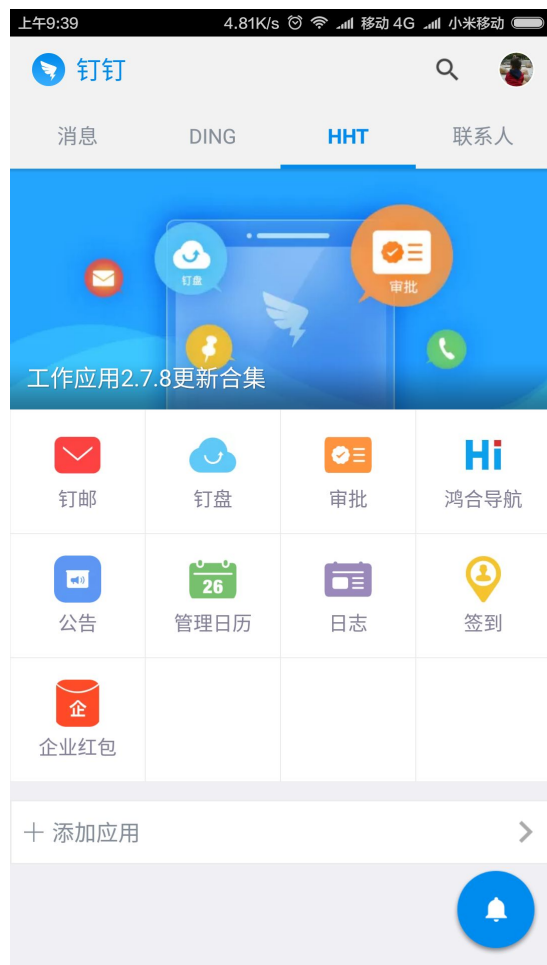 上午9:39 4.81K/s 移动 4G 小米移动
钉钉
消息 DING HHT 联系人
钉盘
审批
工作应用2.7.8更新合集
钉邮 钉盘 审批 Hi 鸿合导航
公告 26 管理日历 日志 签到
企
企业红包
添加应用